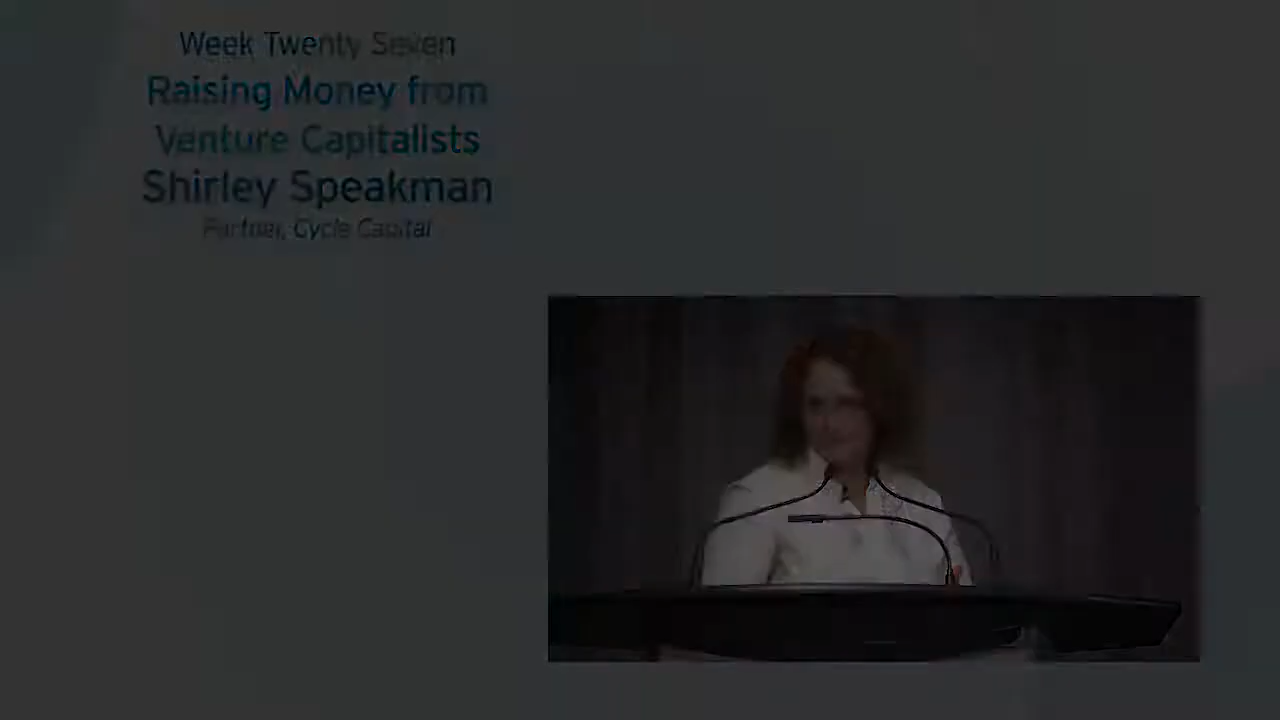 Week Twenty Seven
Raising Money from
Venture Capitalists
Shirley Speakman
Partner, Cycle Capital